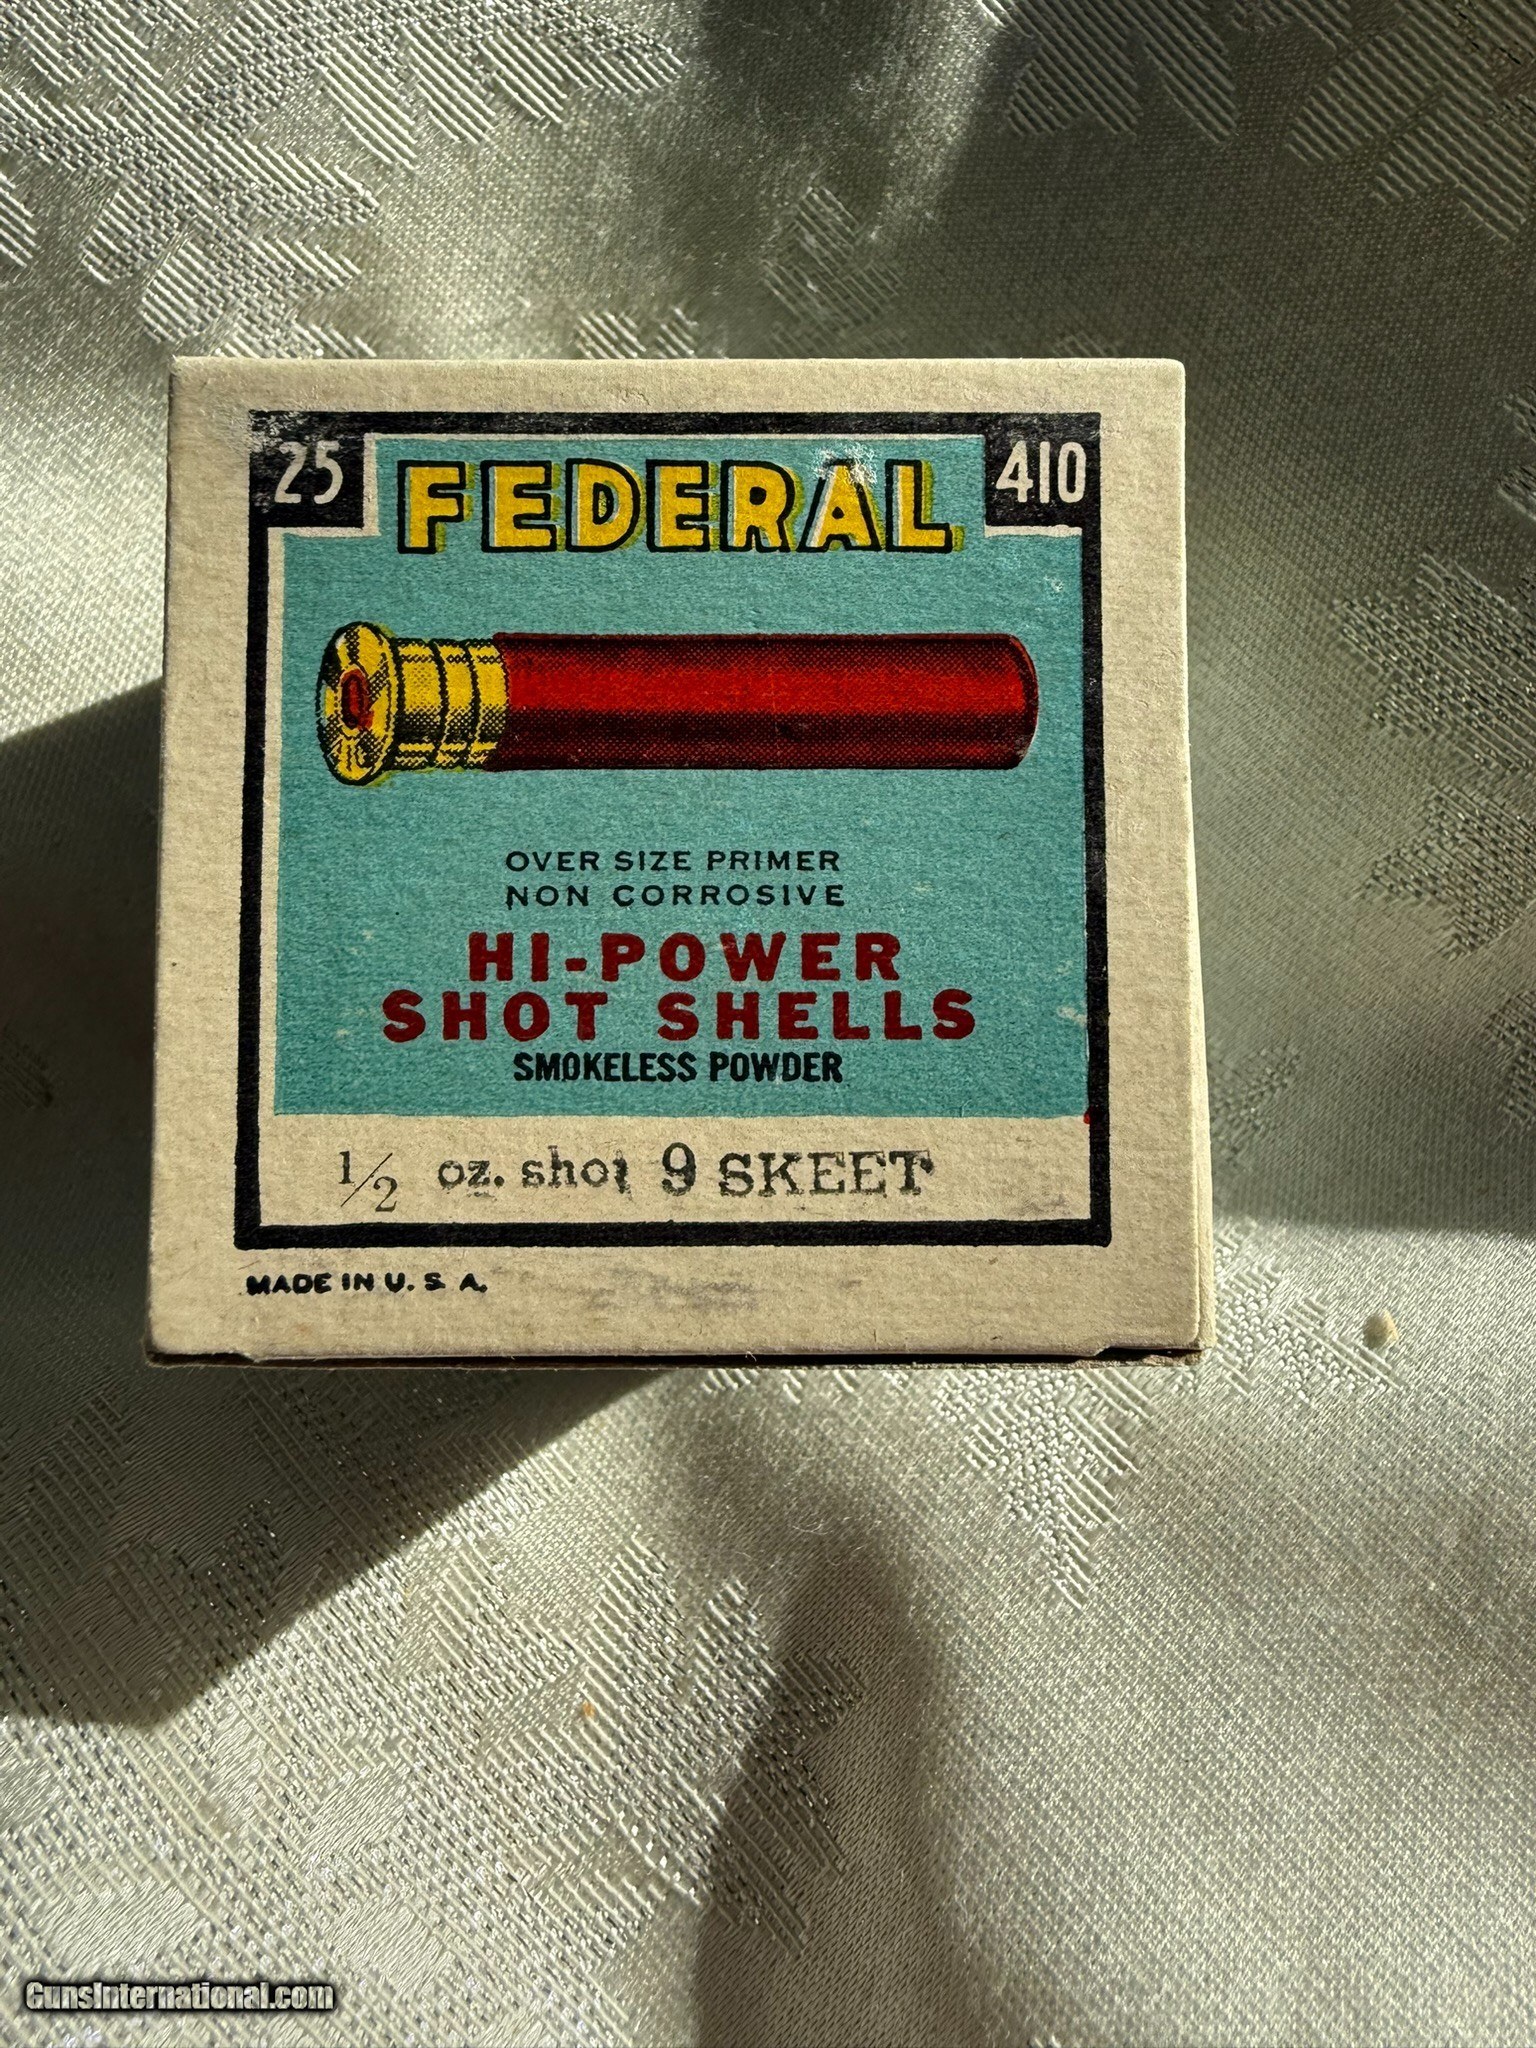 25 FEDERAL 410
OVER SIZE PRIMER
NON CORROSIVE
HI-POWER
SHOT SHELLS
SMOKELESS POWDER
1/2 oz. shot 9 SKEET
MADE IN U. S. A.
GunsInternational.com